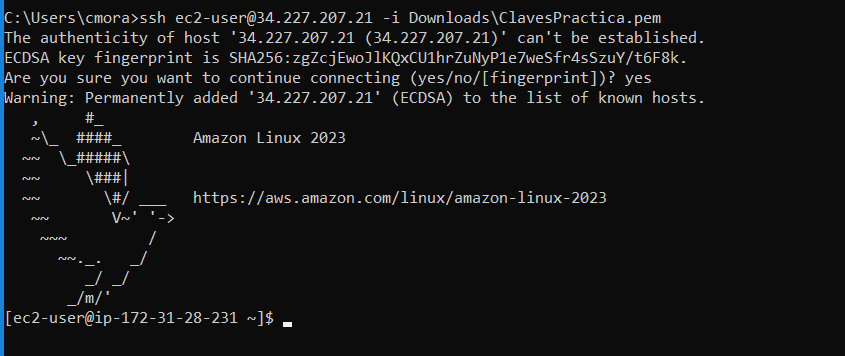 C:\Users\cmora>ssh ec2-user@34.227.207.21 -i Downloads\ClavesPractica.pem
The authenticity of host '34.227.207.21 (34.227.207.21)' can't be established.
ECDSA key fingerprint is SHA256:zgZcjEwoJlKQxCU1hrZuNyP1e7weSfr4sSzuY/t6F8k.
Are you sure you want to continue connecting (yes/no/[fingerprint])? yes
Warning: Permanently added '34.227.207.21' (ECDSA) to the list of known hosts.
   ,     #_
   ~\_  ####_        Amazon Linux 2023
  ~~  \_#####\
  ~~     \###|
  ~~       \#/ ___   https://aws.amazon.com/linux/amazon-linux-2023
   ~~       V~' '->
    ~~~         /
      ~~._.   _/
         _/ _/
       _/m/'
[ec2-user@ip-172-31-28-231 ~]$